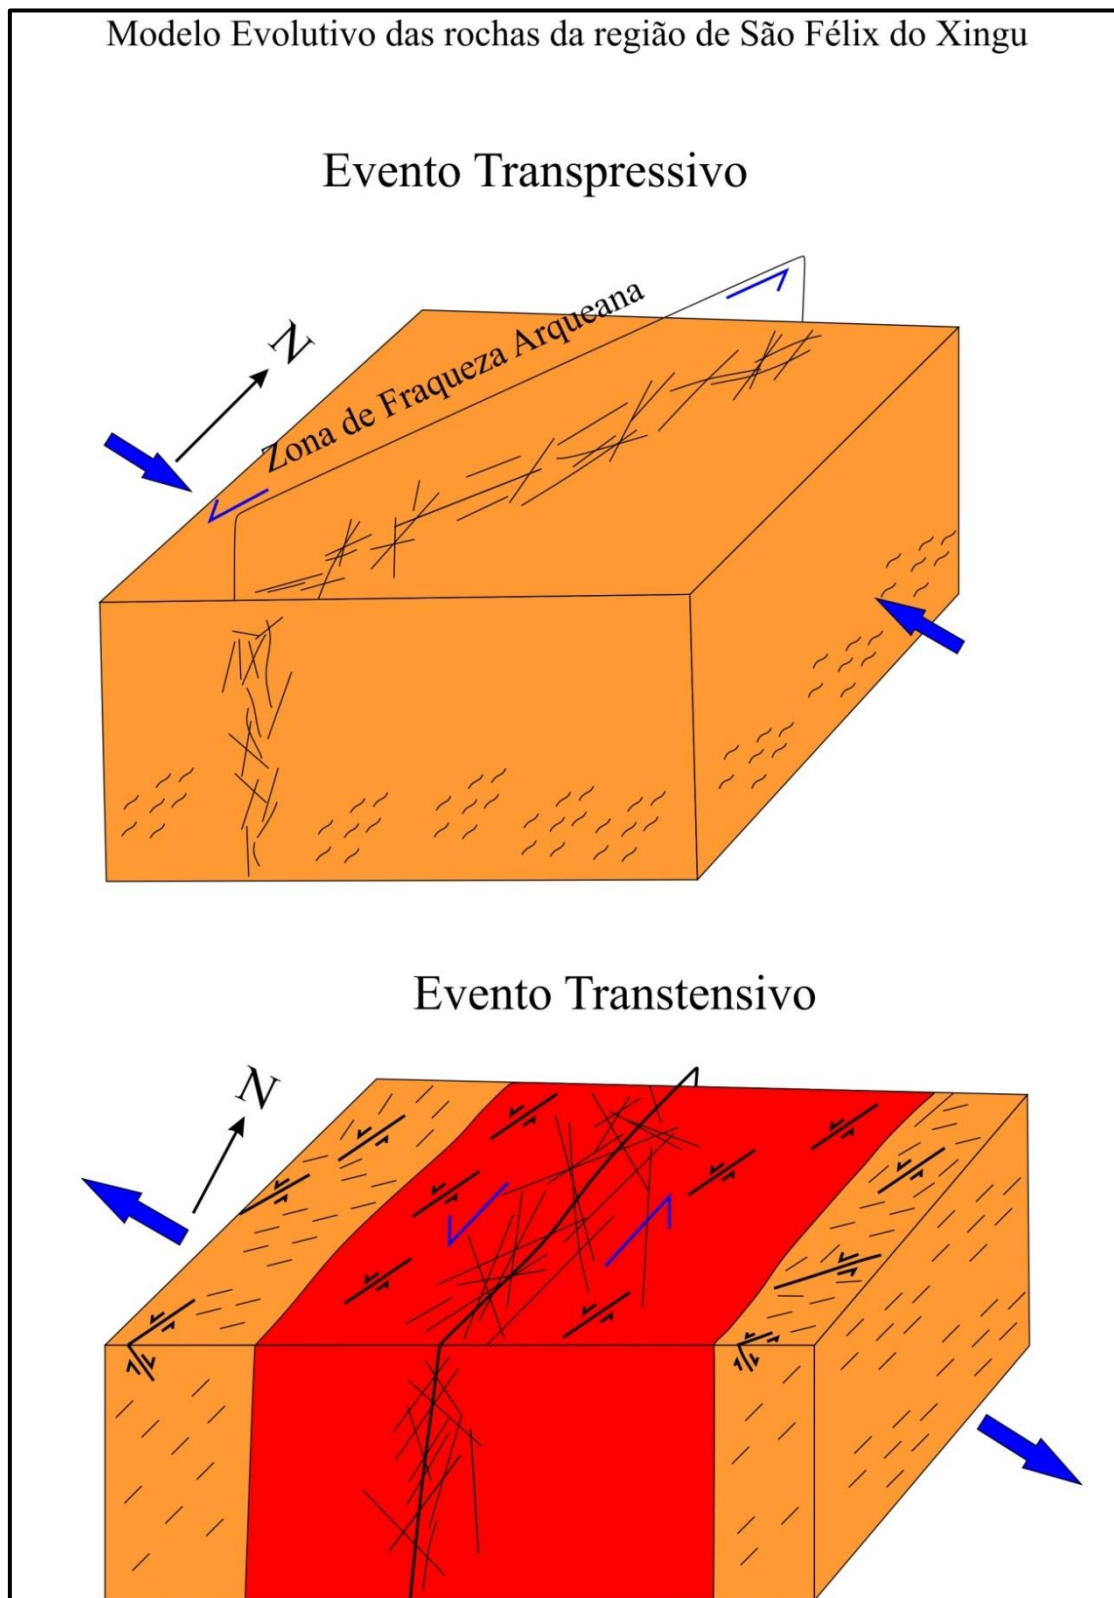 Modelo Evolutivo das rochas da região de São Félix do Xingu
Evento Transpressivo
N
Zona de Fraqueza Arqueana
Evento Transtensivo
N